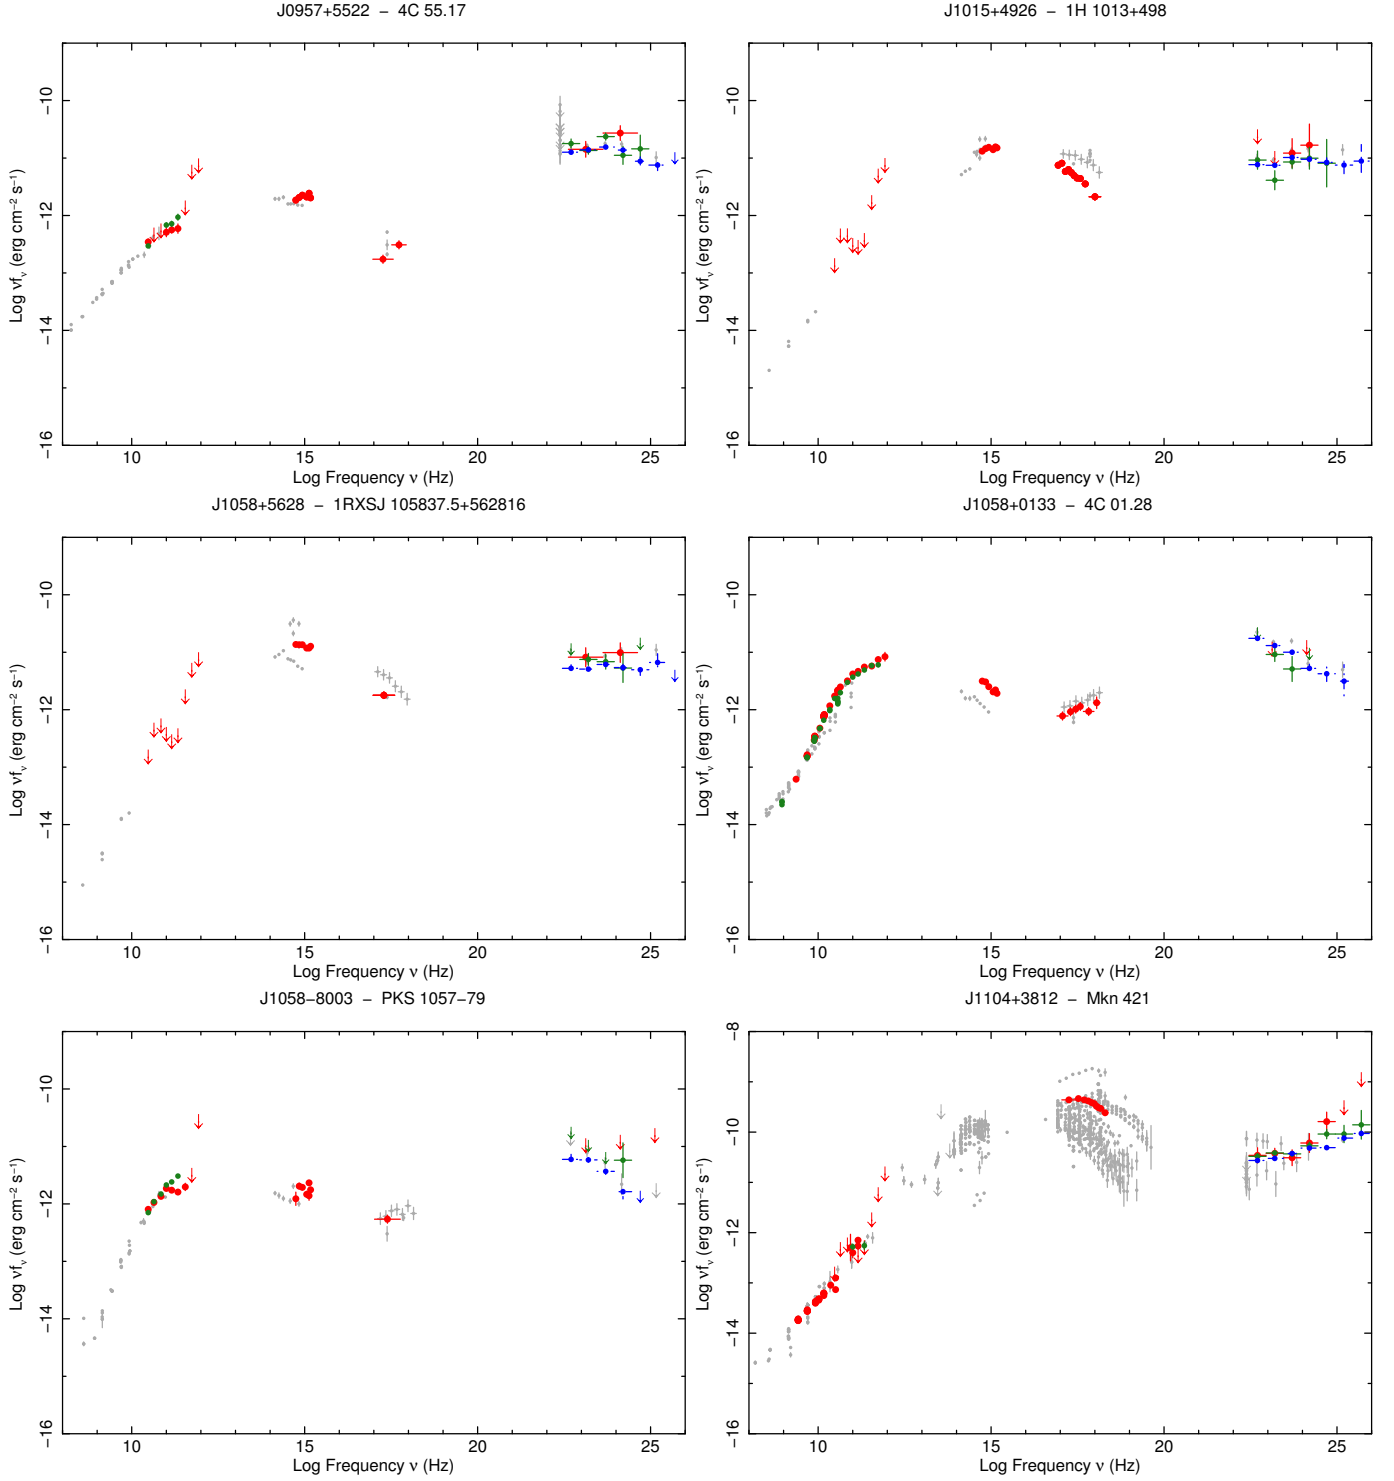 J0957+5522 − 4C 55.17
−10
−12
−14
−16
Log νfν (erg cm−2 s−1)
10 15 20 25
Log Frequency ν (Hz)
J1015+4926 − 1H 1013+498
−10
−12
−14
−16
Log νfν (erg cm−2 s−1)
10 15 20 25
Log Frequency ν (Hz)
J1058+5628 − 1RXSJ 105837.5+562816
−10
−12
−14
−16
Log νfν (erg cm−2 s−1)
10 15 20 25
Log Frequency ν (Hz)
J1058+0133 − 4C 01.28
−10
−12
−14
−16
Log νfν (erg cm−2 s−1)
10 15 20 25
Log Frequency ν (Hz)
J1058−8003 − PKS 1057−79
−10
−12
−14
−16
Log νfν (erg cm−2 s−1)
10 15 20 25
Log Frequency ν (Hz)
J1104+3812 − Mkn 421
−8
−10
−12
−14
−16
Log νfν (erg cm−2 s−1)
10 15 20 25
Log Frequency ν (Hz)